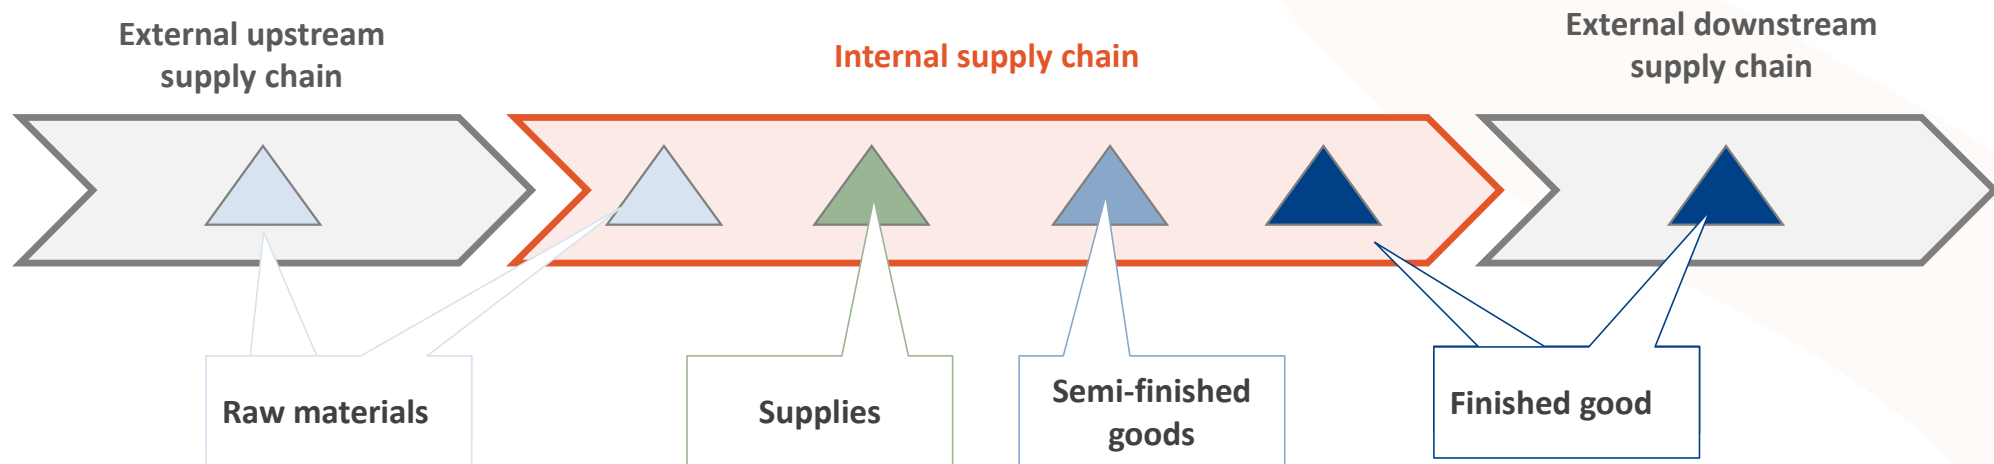 External upstream
supply chain
Internal supply chain
External downstream
supply chain
Raw materials
Supplies
Semi-finished
goods
Finished good